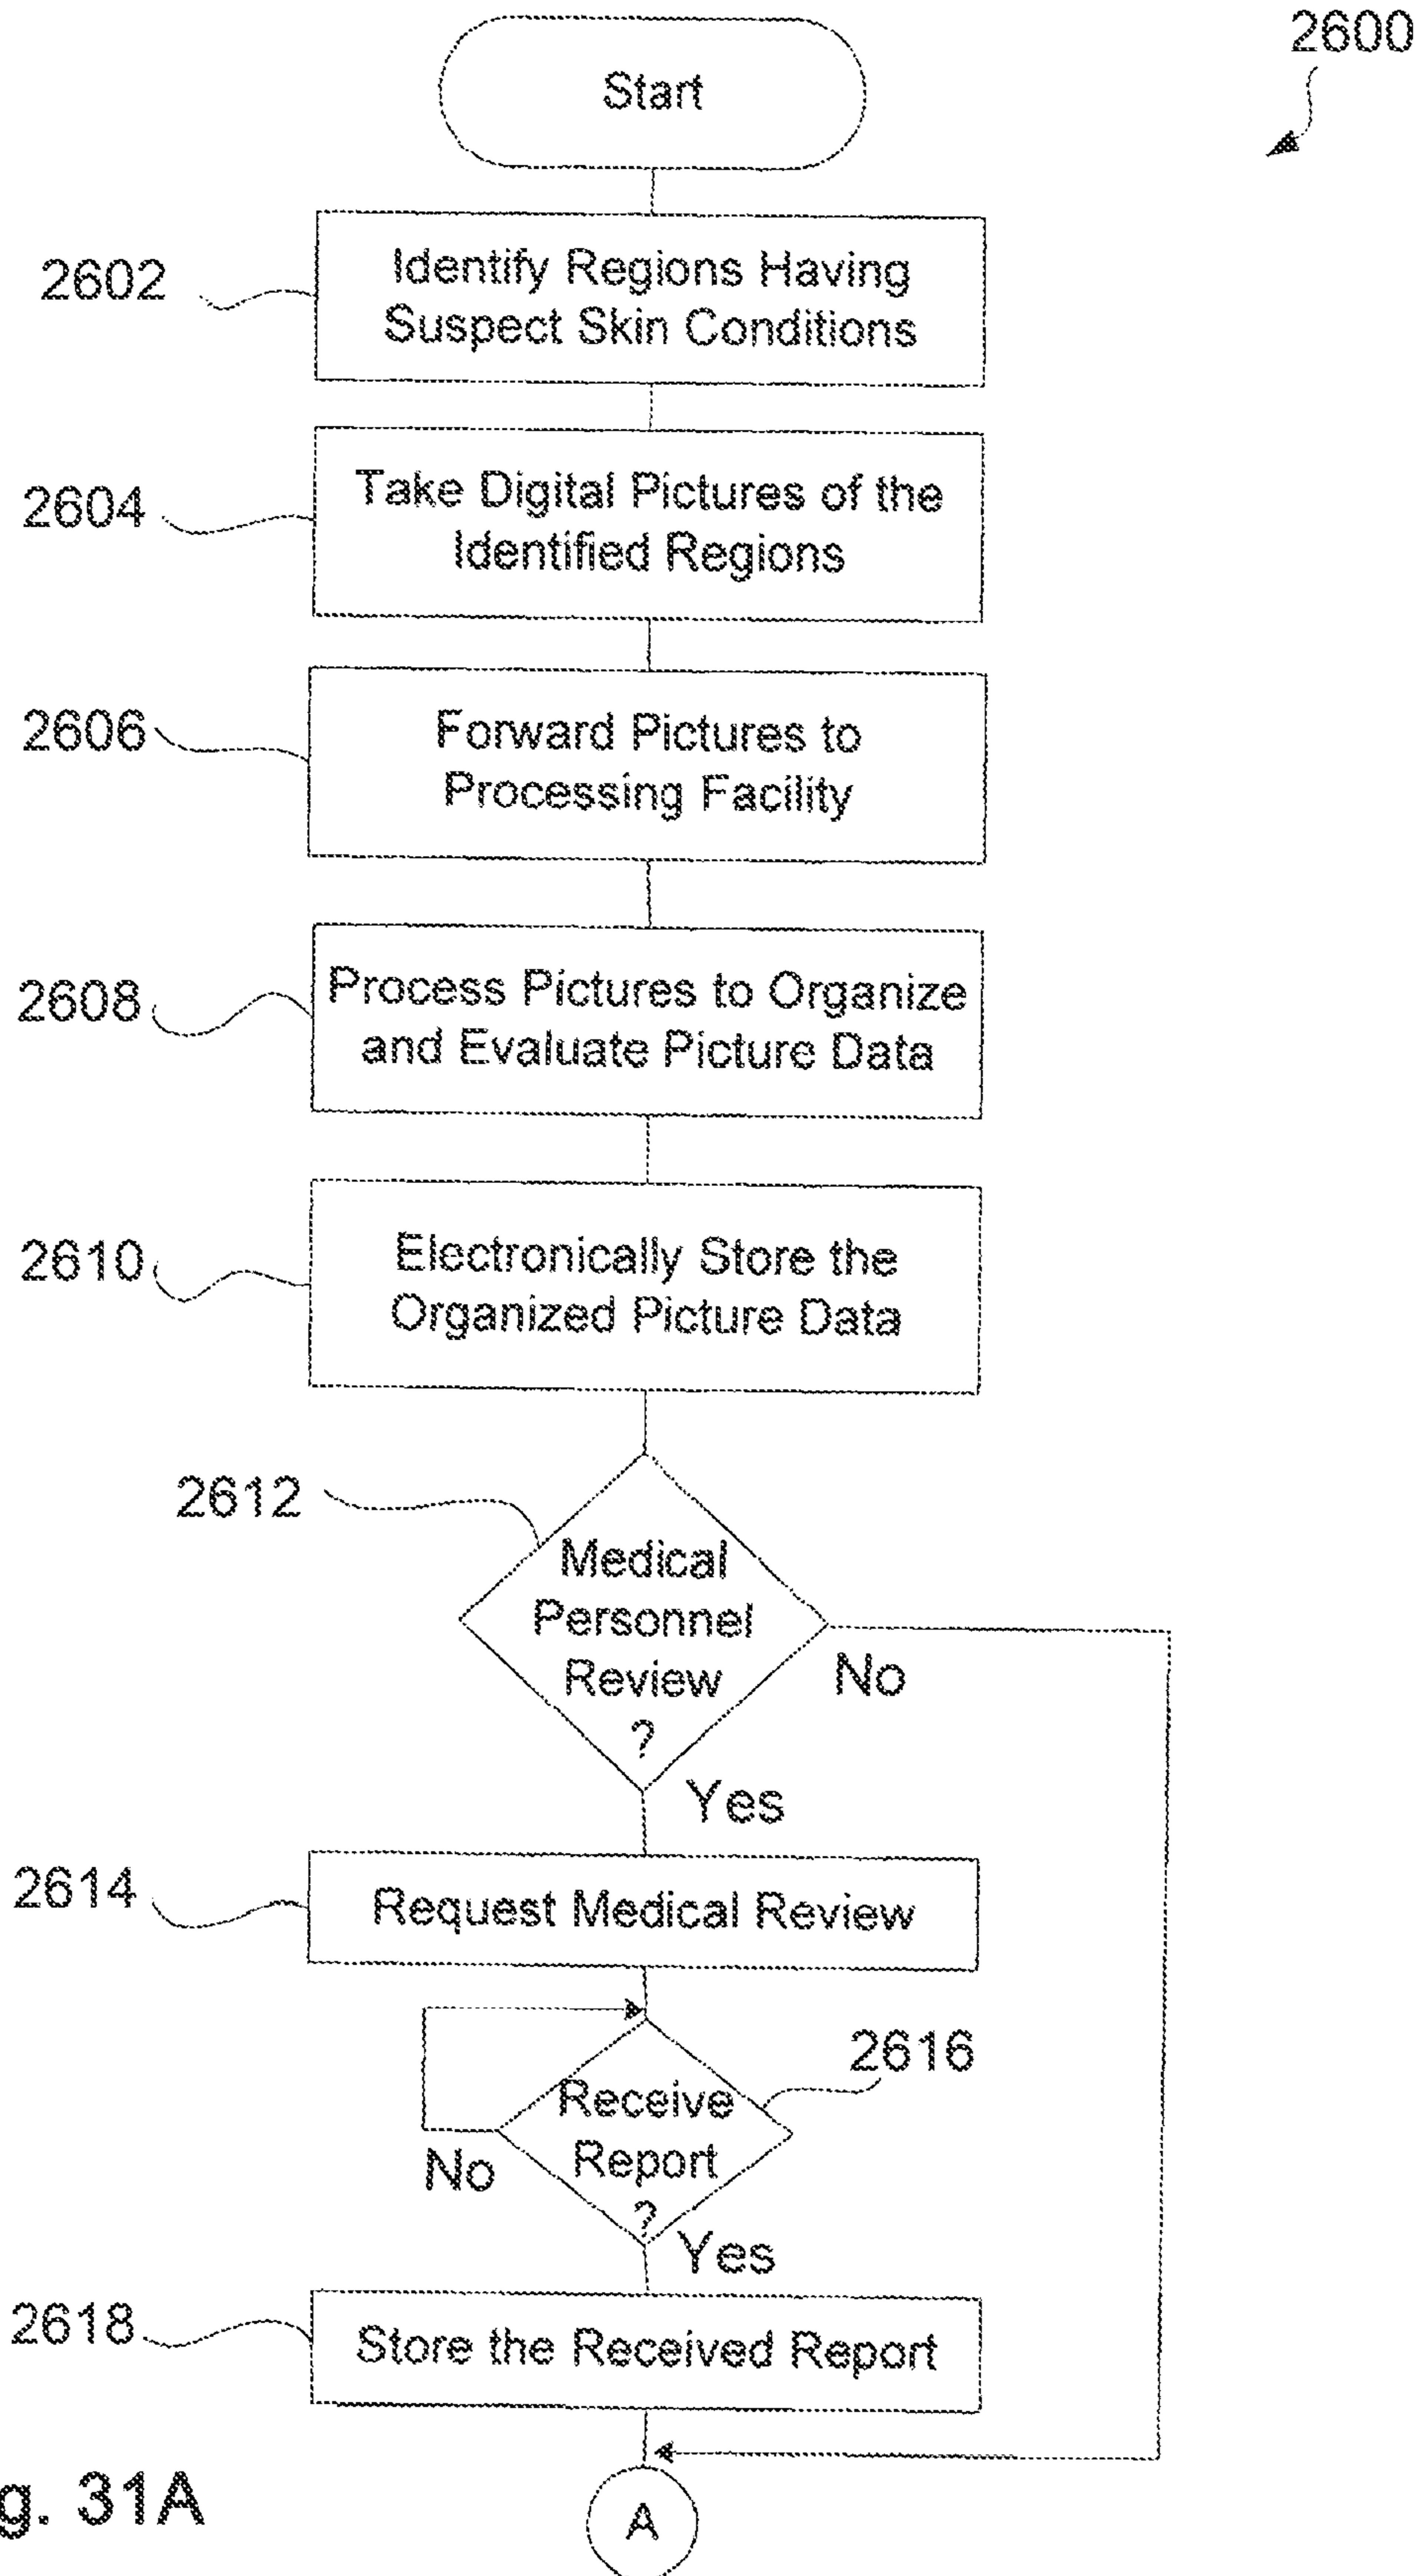 2600
Start
2602
Identify Regions Having
Suspect Skin Conditions
2604
Take Digital Pictures of the
Identified Regions
2606
Forward Pictures to
Processing Facility
2608
Process Pictures to Organize
and Evaluate Picture Data
2610
Electronically Store the
Organized Picture Data
2612
Medical
Personnel
Review
?
No
Yes
2614
Request Medical Review
2616
Receive
Report
?
No
Yes
2618
Store the Received Report
g. 31A
A